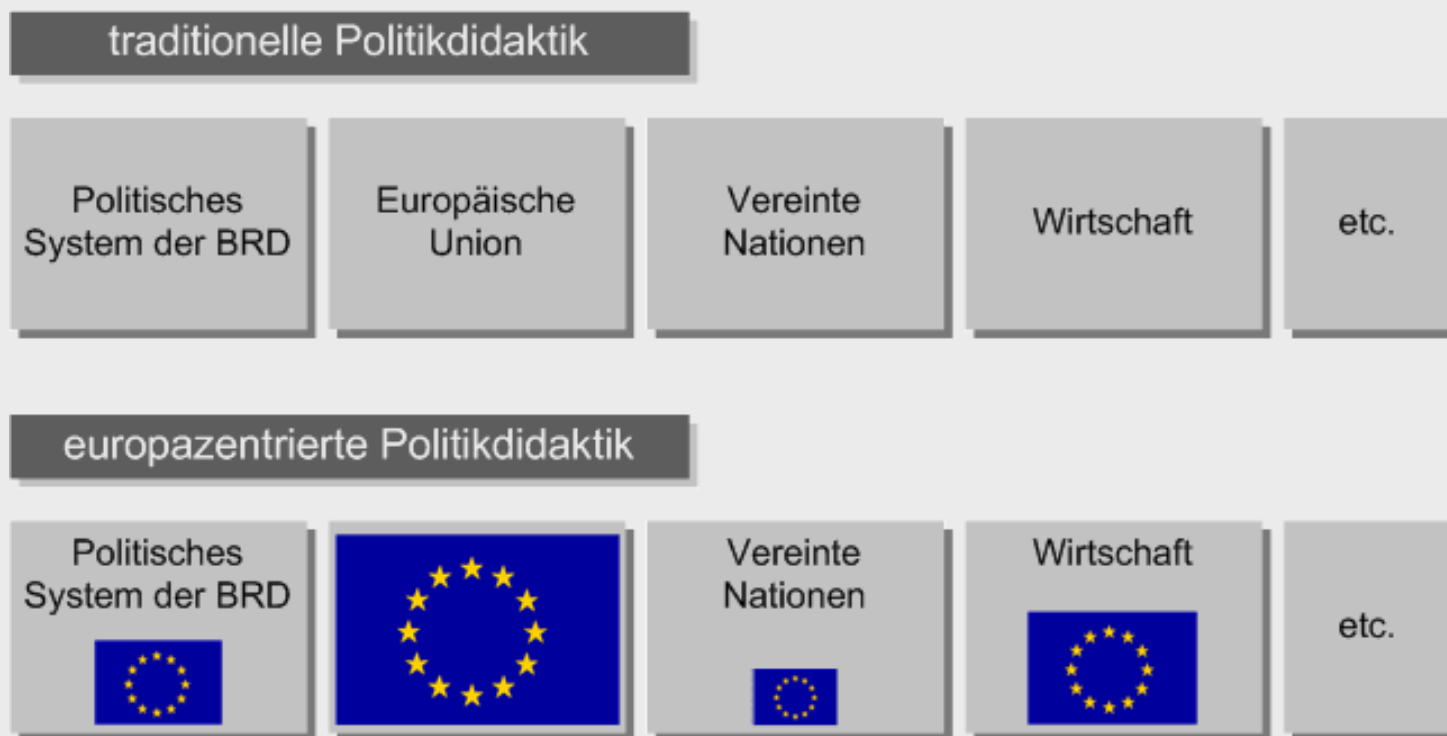 traditionelle Politikdidaktik
Politisches
System der BRD
Europäische
Union
Vereinte
Nationen
Wirtschaft
etc.
europazentrierte Politikdidaktik
Politisches
System der BRD
Vereinte
Nationen
Wirtschaft
etc.